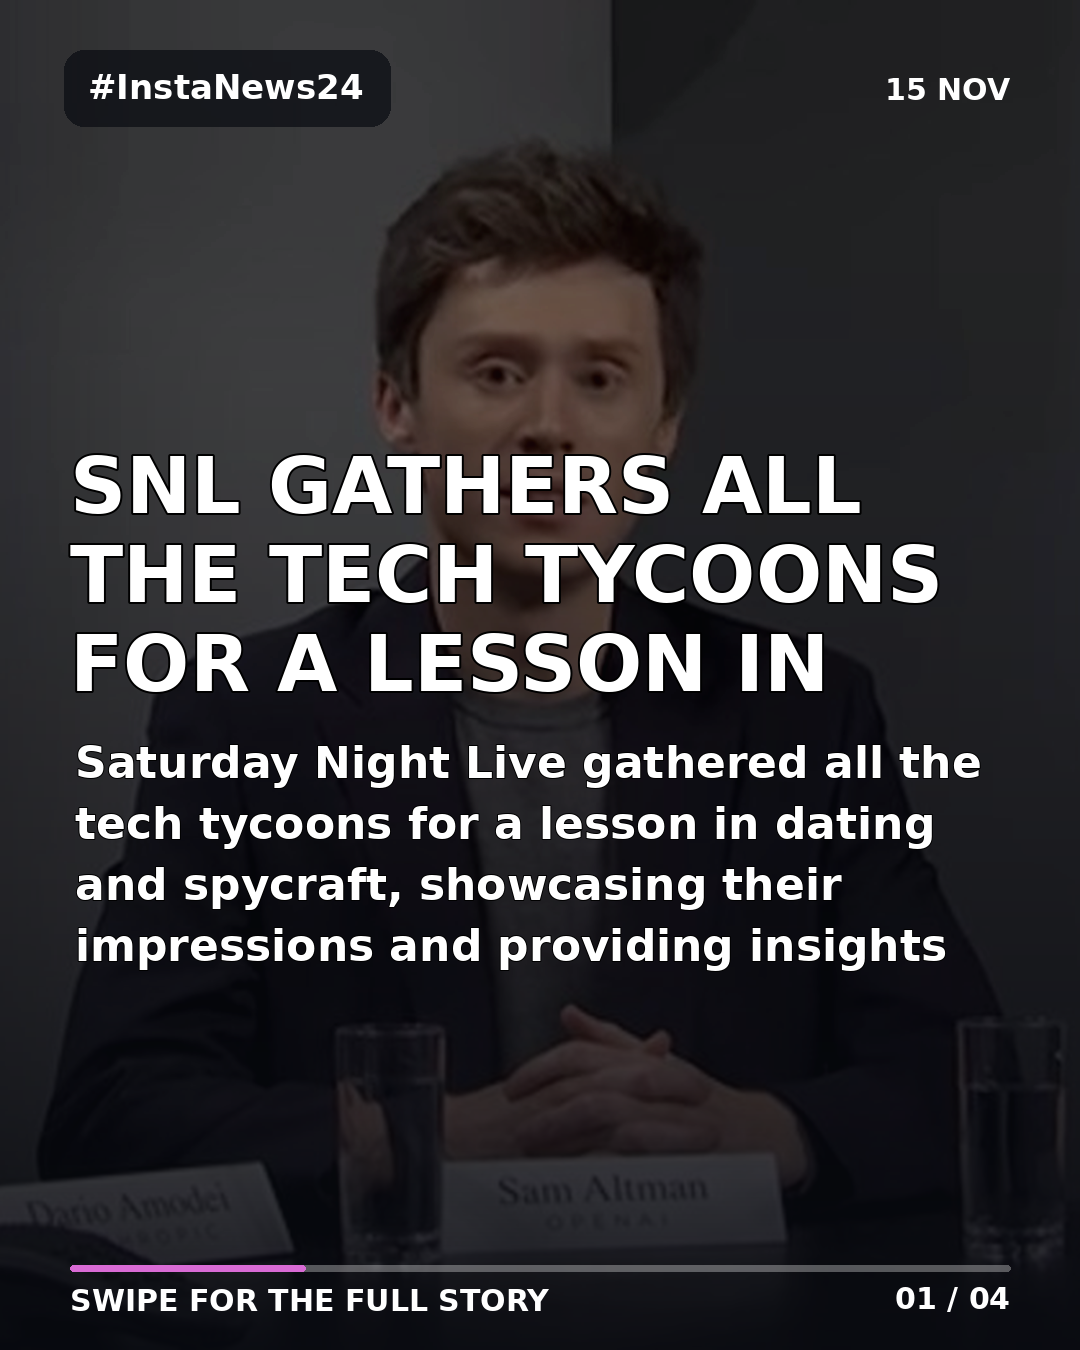 #InstaNews24
15 NOV
SNL GATHERS ALL
THE TECH TYCOONS
FOR A LESSON IN
Saturday Night Live gathered all the
tech tycoons for a lesson in dating
and spycraft, showcasing their
impressions and providing insights
Dario Amodei
Sam Altman
OPENAI
SWIPE FOR THE FULL STORY
01 / 04